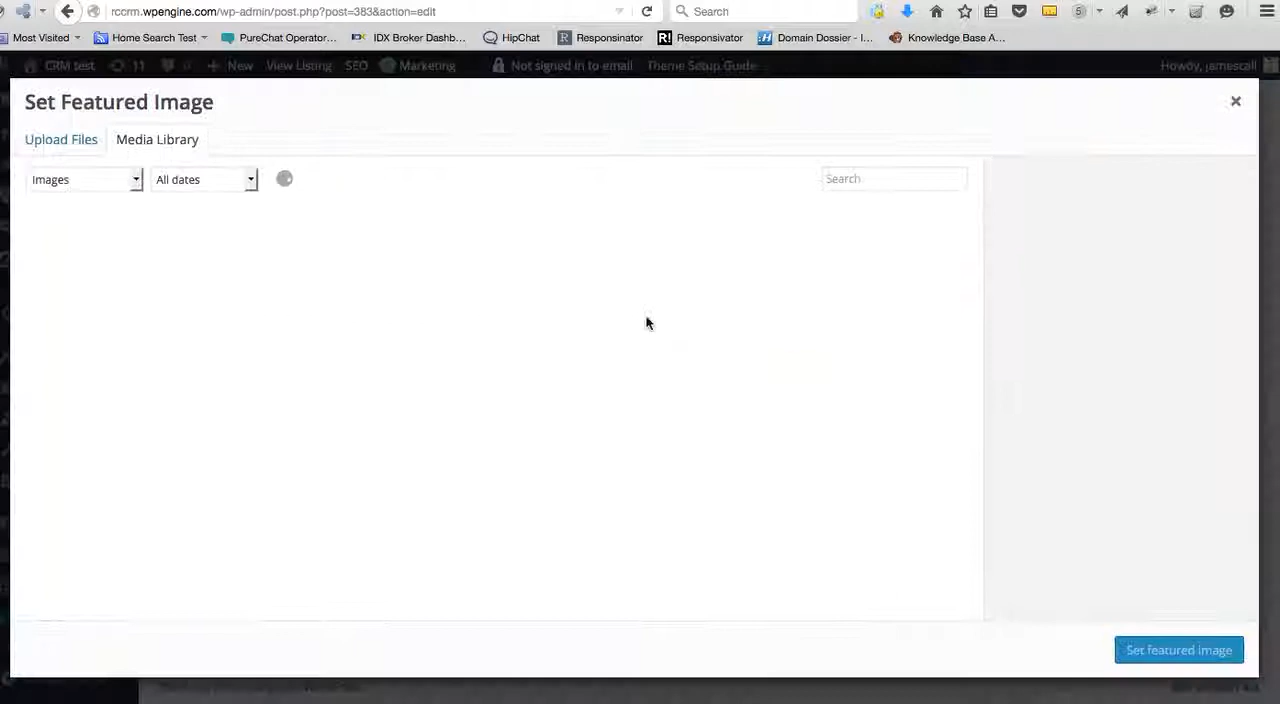 rccrm.wpengine.com/wp-admin/post.php?post=383&action=edit
Search
Most Visited
Home Search Test
PureChat Operator...
IDX Broker Dashb...
HipChat
Responsinator
Responsivator
Domain Dossier - I...
Knowledge Base A...
CRM test
11
0
New
View Listing
SEO
Marketing
Not signed in to email
Theme Setup Guide
Howdy, jamescall
Set Featured Image
Upload Files
Media Library
Images
All dates
Search
Set featured image